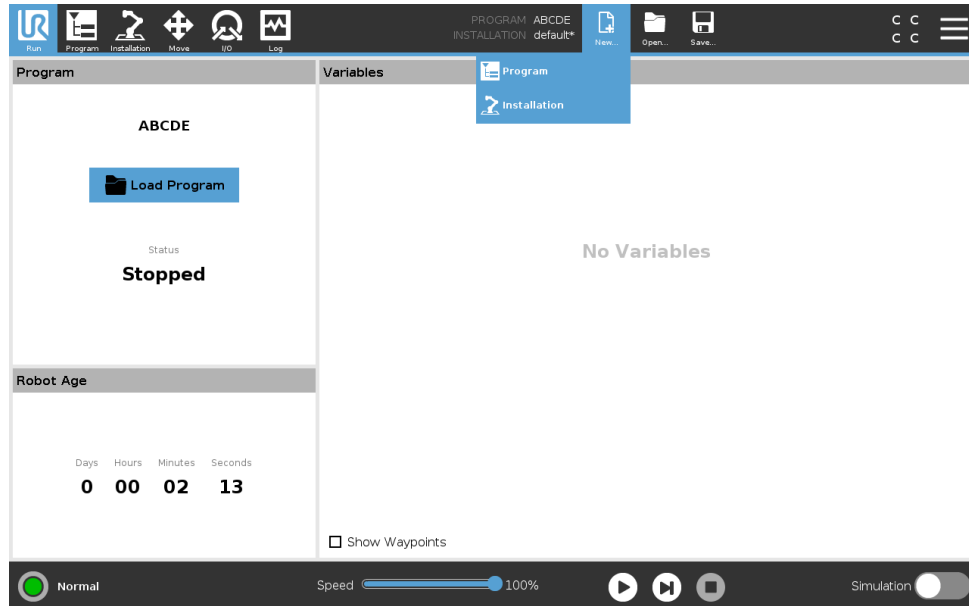 PROGRAM ABCDE
INSTALLATION default*
Run
Program
Installation
Move
I/O
Log
New...
Open...
Save...
C C
C C
Program
Installation
Program
ABCDE
Load Program
Status
Stopped
Variables
No Variables
Robot Age
Days Hours Minutes Seconds
0 00 02 13
Show Waypoints
Normal
Speed 100%
Simulation